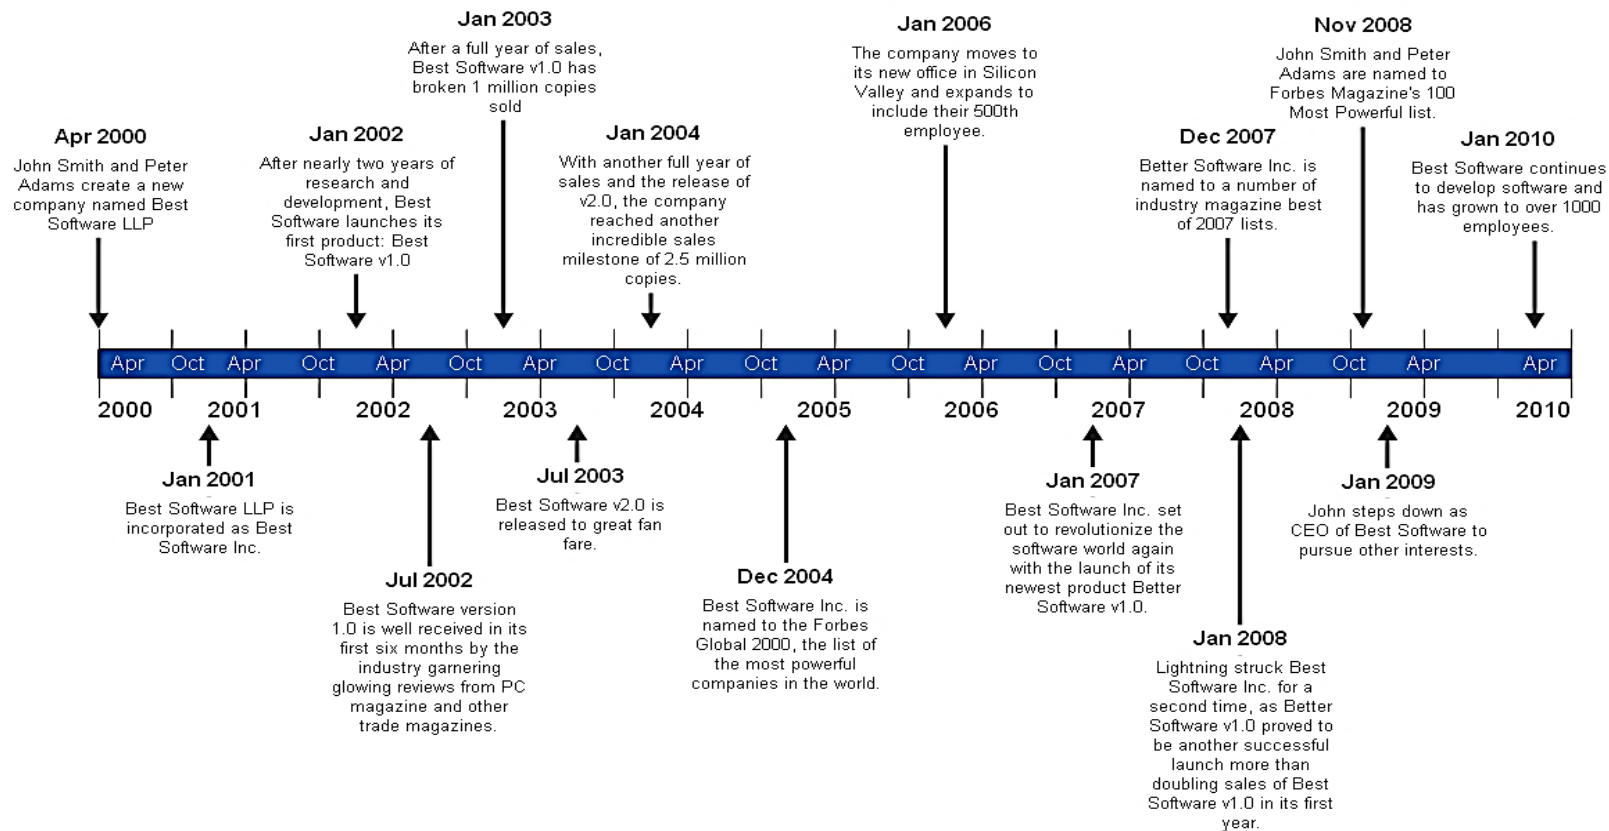 Jan 2003
After a full year of sales,
Best Software v1.0 has
broken 1 million copies
sold
Jan 2006
The company moves to
its new office in Silicon
Valley and expands to
include their 500th
employee.
Nov 2008
John Smith and Peter
Adams are named to
Forbes Magazine's 100
Most Powerful list.
Apr 2000
John Smith and Peter
Adams create a new
company named Best
Software LLP
Jan 2002
After nearly two years of
research and
development, Best
Software launches its
first product: Best
Software v1.0
Jan 2004
With another full year of
sales and the release of
v2.0, the company
reached another
incredible sales
milestone of 2.5 million
copies.
Dec 2007
Better Software Inc. is
named to a number of
industry magazine best
of 2007 lists.
Jan 2010
Best Software continues
to develop software and
has grown to over 1000
employees.
Apr Oct Apr Oct Apr Oct Apr Oct Apr Oct Apr Oct Apr Oct Apr Oct Apr Oct Apr Apr
2000 2001 2002 2003 2004 2005 2006 2007 2008 2009 2010
Jan 2001
Best Software LLP is
incorporated as Best
Software Inc.
Jul 2002
Best Software version
1.0 is well received in its
first six months by the
industry garnering
glowing reviews from PC
magazine and other
trade magazines.
Jul 2003
Best Software v2.0 is
released to great fan
fare.
Dec 2004
Best Software Inc. is
named to the Forbes
Global 2000, the list of
the most powerful
companies in the world.
Jan 2007
Best Software Inc. set
out to revolutionize the
software world again
with the launch of its
newest product Better
Software v1.0.
Jan 2008
Lightning struck Best
Software Inc. for a
second time, as Better
Software v1.0 proved to
be another successful
launch more than
doubling sales of Best
Software v1.0 in its first
year.
Jan 2009
John steps down as
CEO of Best Software to
pursue other interests.